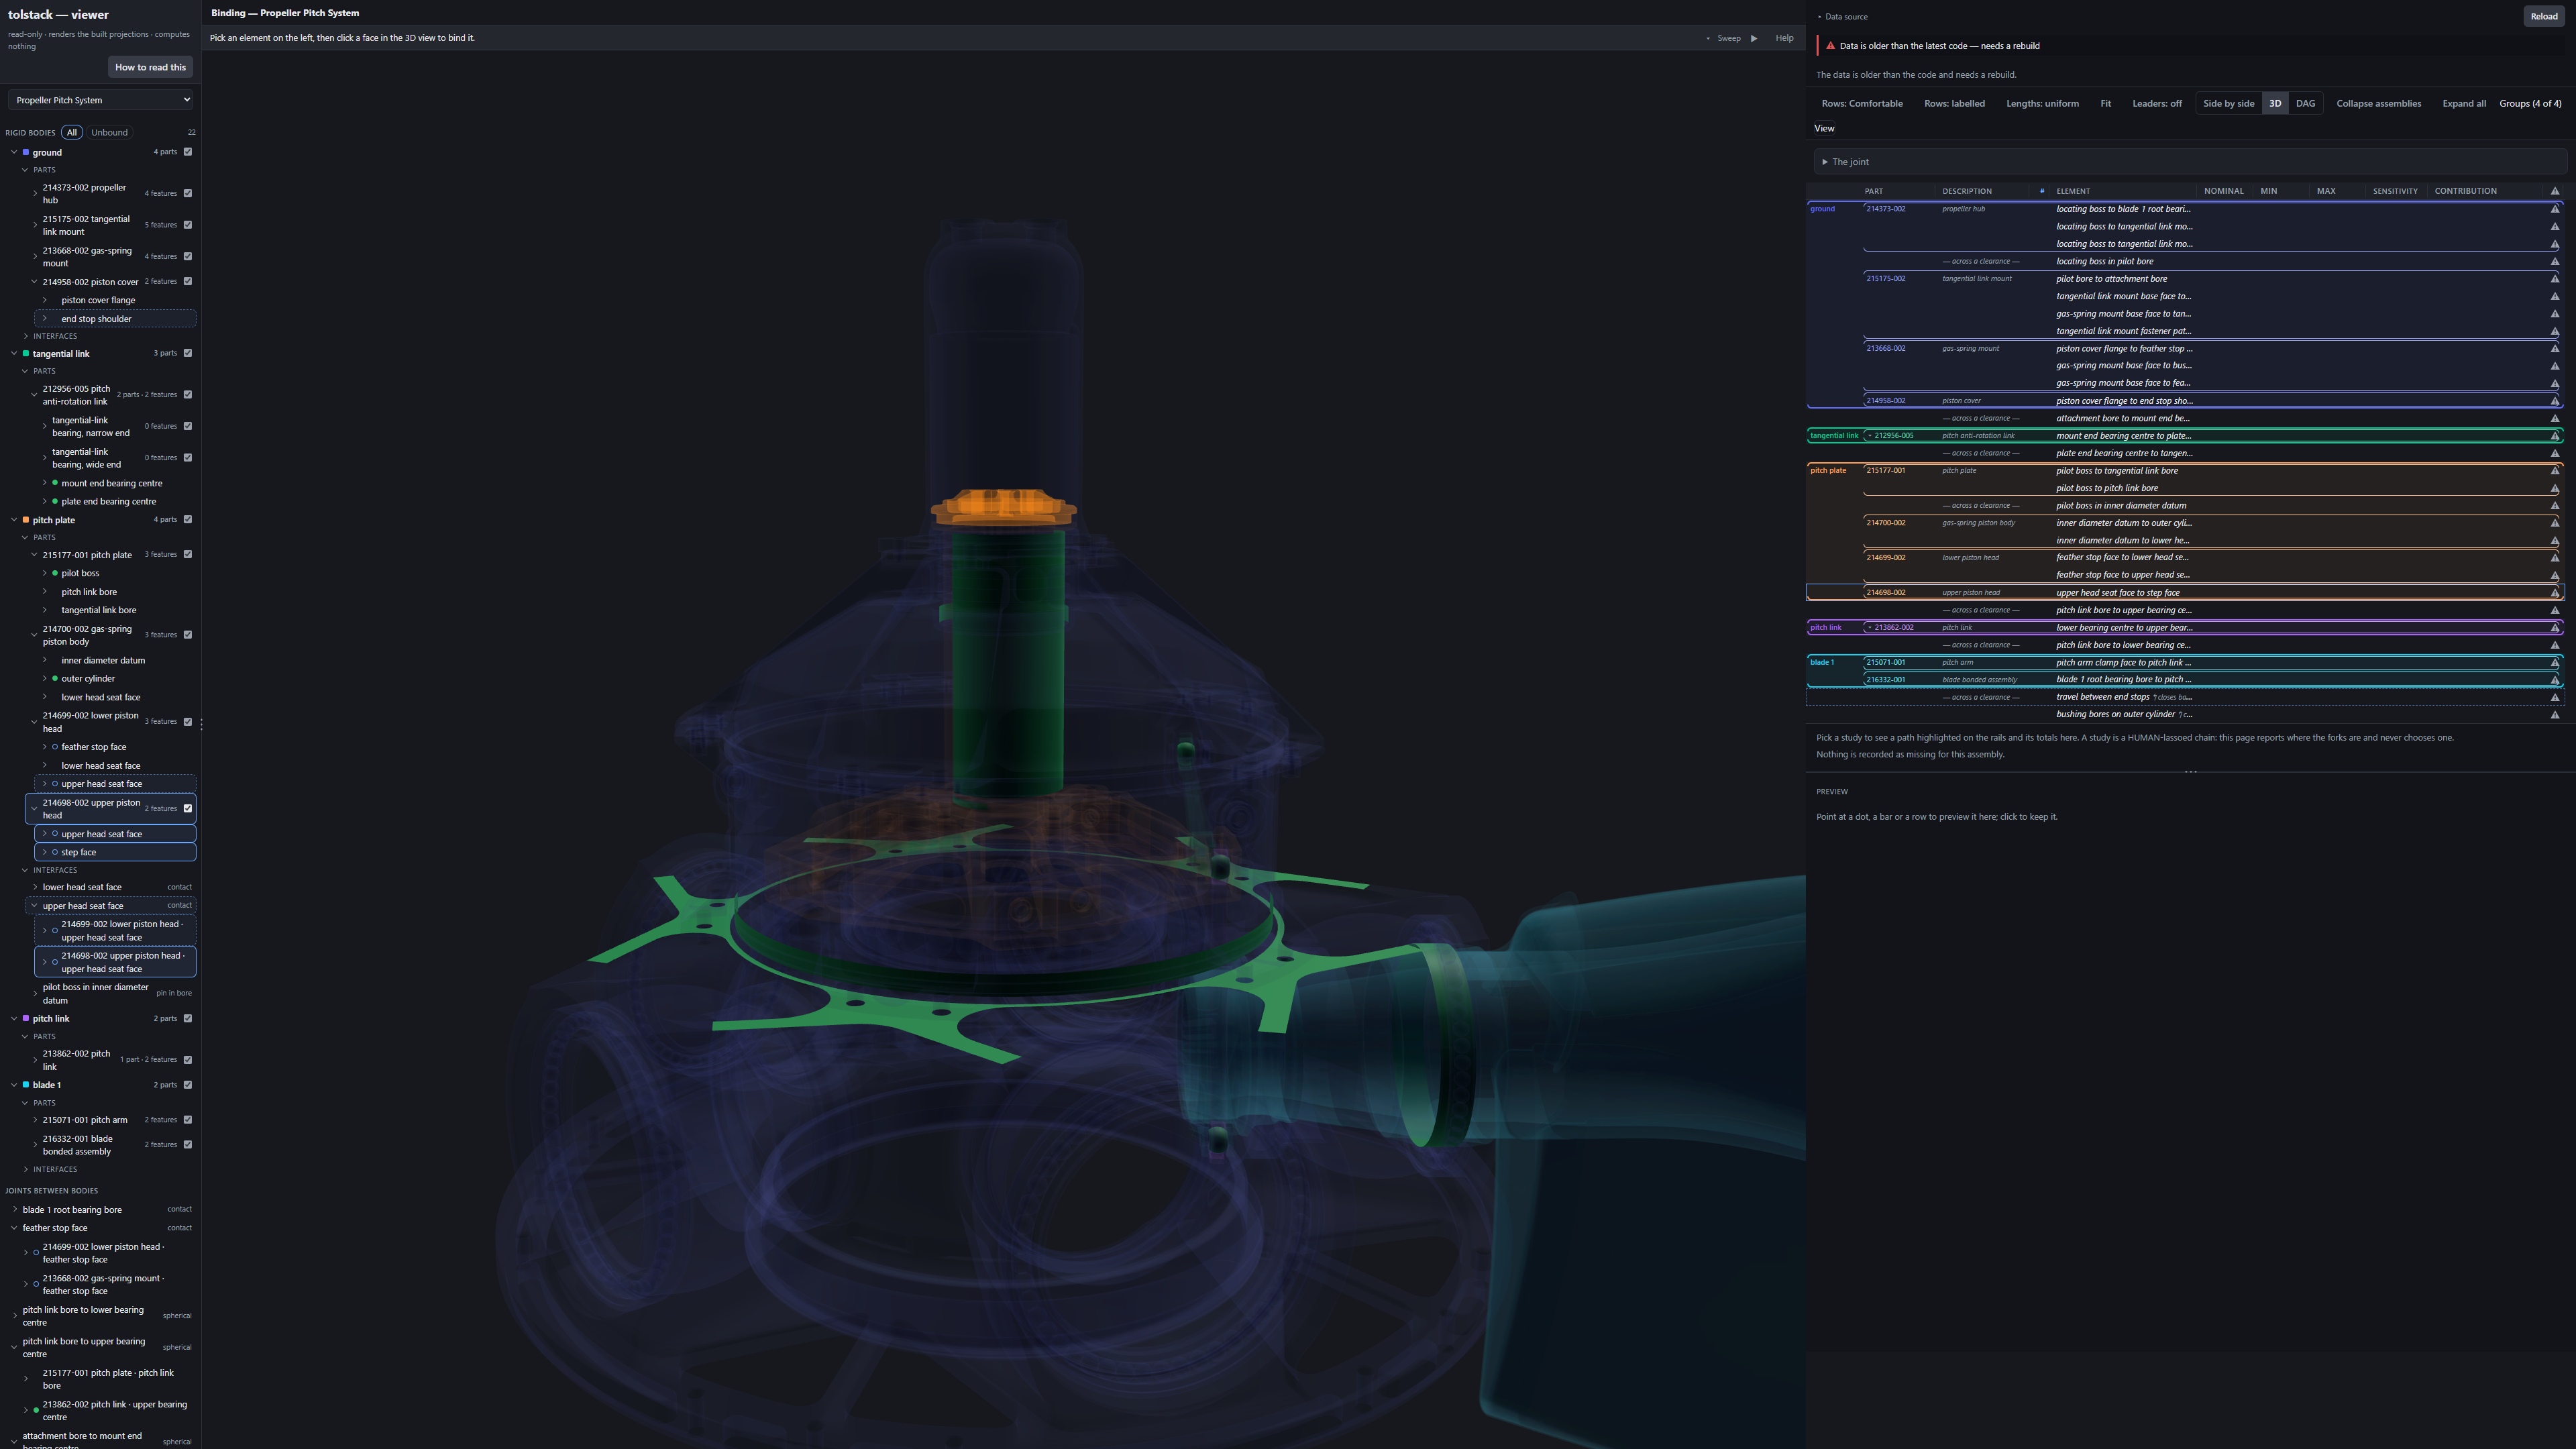 tolstack — viewer
read-only · renders the built projections · computes
nothing
How to read this
Propeller Pitch System
RIGID BODIES All Unbound 22
ground 4 parts
PARTS
214373-002 propeller
hub 4 features
215175-002 tangential
link mount 5 features
213668-002 gas-spring
mount 4 features
214958-002 piston cover 2 features
piston cover flange
end stop shoulder
INTERFACES
tangential link 3 parts
PARTS
212956-005 pitch
anti-rotation link 2 parts · 2 features
tangential-link
bearing, narrow end 0 features
tangential-link
bearing, wide end 0 features
mount end bearing centre
plate end bearing centre
pitch plate 4 parts
PARTS
215177-001 pitch plate 3 features
pilot boss
pitch link bore
tangential link bore
214700-002 gas-spring
piston body 3 features
inner diameter datum
outer cylinder
lower head seat face
214699-002 lower piston
head 3 features
feather stop face
lower head seat face
upper head seat face
214698-002 upper piston
head 2 features
upper head seat face
step face
INTERFACES
lower head seat face contact
upper head seat face contact
214699-002 lower piston head ·
upper head seat face
214698-002 upper piston head ·
upper head seat face
pilot boss in inner diameter
datum pin in bore
pitch link 2 parts
PARTS
213862-002 pitch
link 1 part · 2 features
blade 1 2 parts
PARTS
215071-001 pitch arm 2 features
216332-001 blade
bonded assembly 2 features
INTERFACES
JOINTS BETWEEN BODIES
blade 1 root bearing bore contact
feather stop face contact
214699-002 lower piston head ·
feather stop face
213668-002 gas-spring mount ·
feather stop face
pitch link bore to lower bearing
centre spherical
pitch link bore to upper bearing
centre spherical
215177-001 pitch plate · pitch link
bore
213862-002 pitch link · upper bearing
centre
attachment bore to mount end
bearing centre spherical
Binding — Propeller Pitch System
Pick an element on the left, then click a face in the 3D view to bind it.
Sweep Help
Data source Reload
Data is older than the latest code — needs a rebuild
The data is older than the code and needs a rebuild.
Rows: Comfortable Rows: labelled Lengths: uniform Fit Leaders: off Side by side 3D DAG Collapse assemblies Expand all Groups (4 of 4)
View
The joint
PART DESCRIPTION # ELEMENT NOMINAL MIN MAX SENSITIVITY CONTRIBUTION
ground 214373-002 propeller hub locating boss to blade 1 root beari...
locating boss to tangential link mo...
locating boss to tangential link mo...
— across a clearance — locating boss in pilot bore
215175-002 tangential link mount pilot bore to attachment bore
tangential link mount base face to...
gas-spring mount base face to tan...
tangential link mount fastener pat...
213668-002 gas-spring mount piston cover flange to feather stop ...
gas-spring mount base face to bus...
gas-spring mount base face to fea...
214958-002 piston cover piston cover flange to end stop sho...
— across a clearance — attachment bore to mount end be...
tangential link 212956-005 pitch anti-rotation link mount end bearing centre to plate...
— across a clearance — plate end bearing centre to tangen...
pitch plate 215177-001 pitch plate pilot boss to tangential link bore
pilot boss to pitch link bore
— across a clearance — pilot boss in inner diameter datum
214700-002 gas-spring piston body inner diameter datum to outer cyli...
inner diameter datum to lower he...
214699-002 lower piston head feather stop face to lower head se...
feather stop face to upper head se...
214698-002 upper piston head upper head seat face to step face
— across a clearance — pitch link bore to upper bearing ce...
pitch link 213862-002 pitch link lower bearing centre to upper bear...
— across a clearance — pitch link bore to lower bearing ce...
blade 1 215071-001 pitch arm pitch arm clamp face to pitch link ...
216332-001 blade bonded assembly blade 1 root bearing bore to pitch ...
— across a clearance — travel between end stops closes bo...
bushing bores on outer cylinder
Pick a study to see a path highlighted on the rails and its totals here. A study is a HUMAN-lassoed chain: this page reports where the forks are and never chooses one.
Nothing is recorded as missing for this assembly.
PREVIEW
Point at a dot, a bar or a row to preview it here; click to keep it.